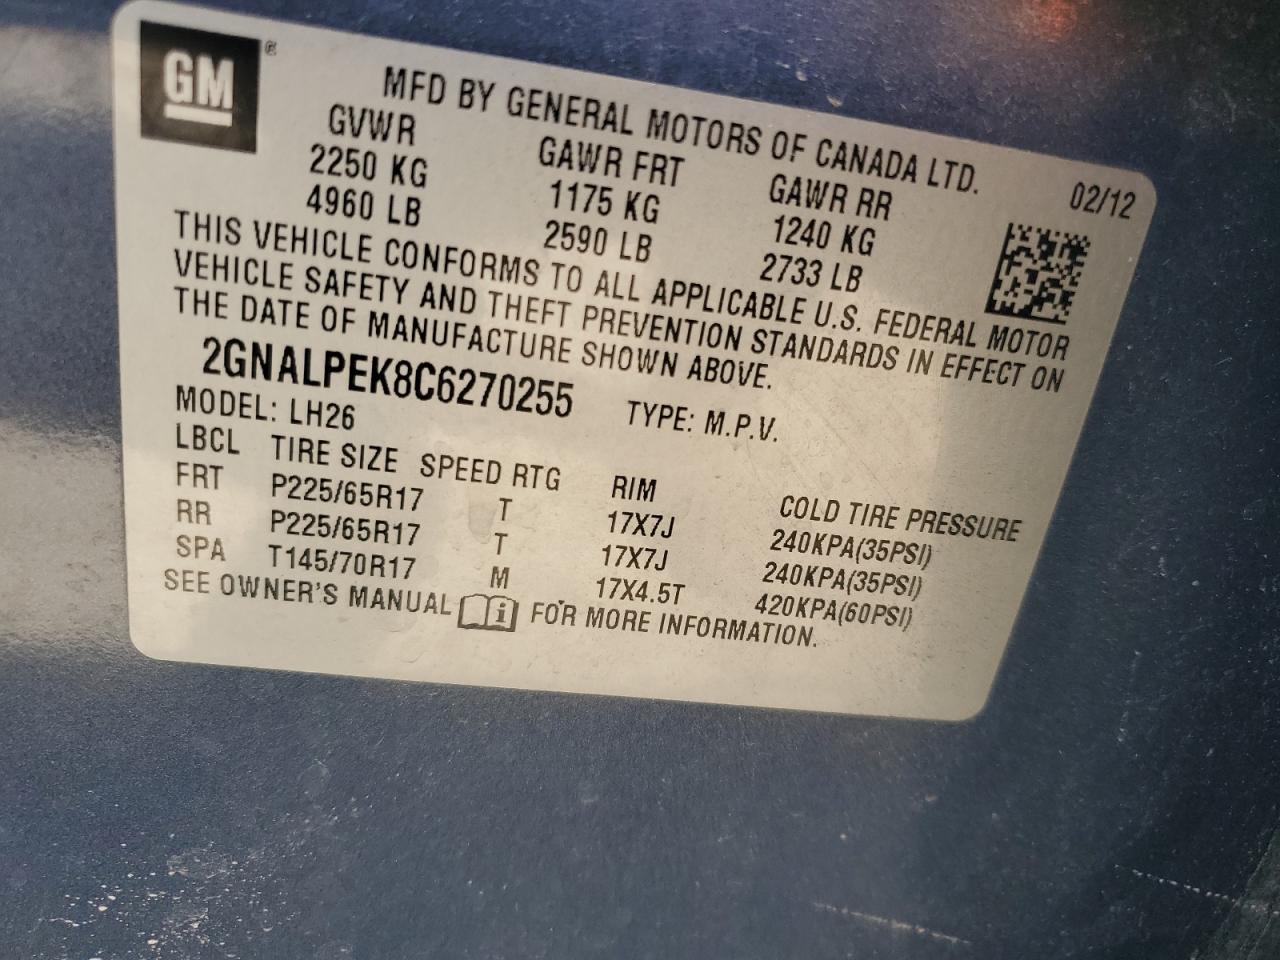 GM ®
MFD BY GENERAL MOTORS OF CANADA LTD. 02/12
GVWR GAWR FRT GAWR RR
2250 KG 1175 KG 1240 KG
4960 LB 2590 LB 2733 LB
THIS VEHICLE CONFORMS TO ALL APPLICABLE U.S. FEDERAL MOTOR
VEHICLE SAFETY AND THEFT PREVENTION STANDARDS IN EFFECT ON
THE DATE OF MANUFACTURE SHOWN ABOVE.
2GNALPEK8C6270255 TYPE: M.P.V.
MODEL: LH26
LBCL TIRE SIZE SPEED RTG RIM COLD TIRE PRESSURE
FRT P225/65R17 T 17X7J 240KPA(35PSI)
RR P225/65R17 T 17X7J 240KPA(35PSI)
SPA T145/70R17 M 17X4.5T 420KPA(60PSI)
SEE OWNER'S MANUAL i FOR MORE INFORMATION.